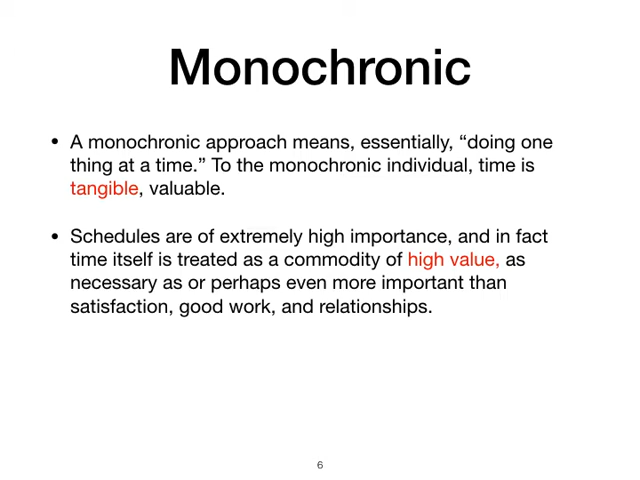 Monochronic
• A monochronic approach means, essentially, “doing one
thing at a time.” To the monochronic individual, time is
tangible, valuable.
• Schedules are of extremely high importance, and in fact
time itself is treated as a commodity of high value, as
necessary as or perhaps even more important than
satisfaction, good work, and relationships.
6